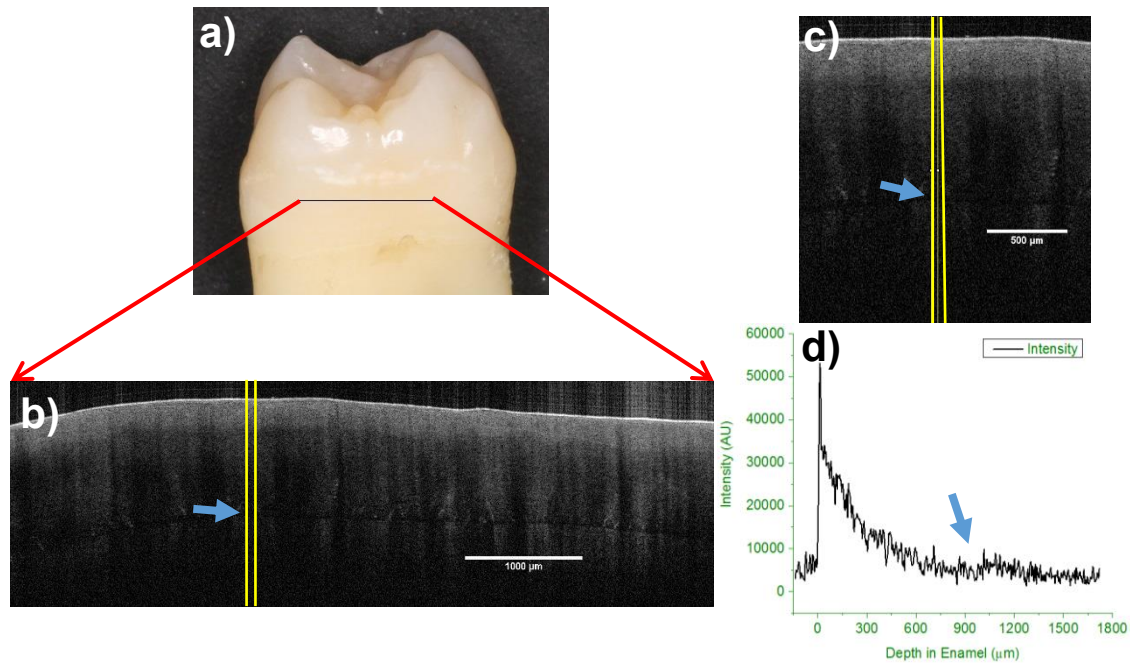 a)
b)
1000 µm
c)
500 µm
d)
Intensity
60000
50000
40000
30000
20000
10000
0
Intensity (AU)
0 300 600 900 1200 1500 1800
Depth in Enamel (µm)